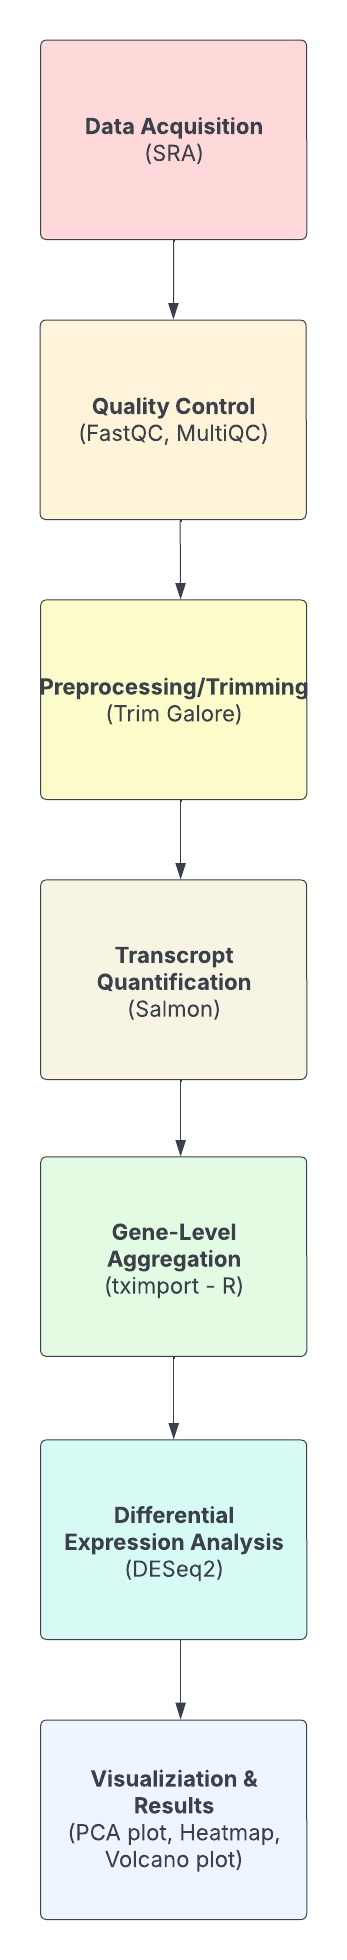 Data Acquisition
(SRA)
Quality Control
(FastQC, MultiQC)
Preprocessing/Trimming
(Trim Galore)
Transcropt
Quantification
(Salmon)
Gene-Level
Aggregation
(tximport - R)
Differential
Expression Analysis
(DESeq2)
Visualiziation &
Results
(PCA plot, Heatmap,
Volcano plot)